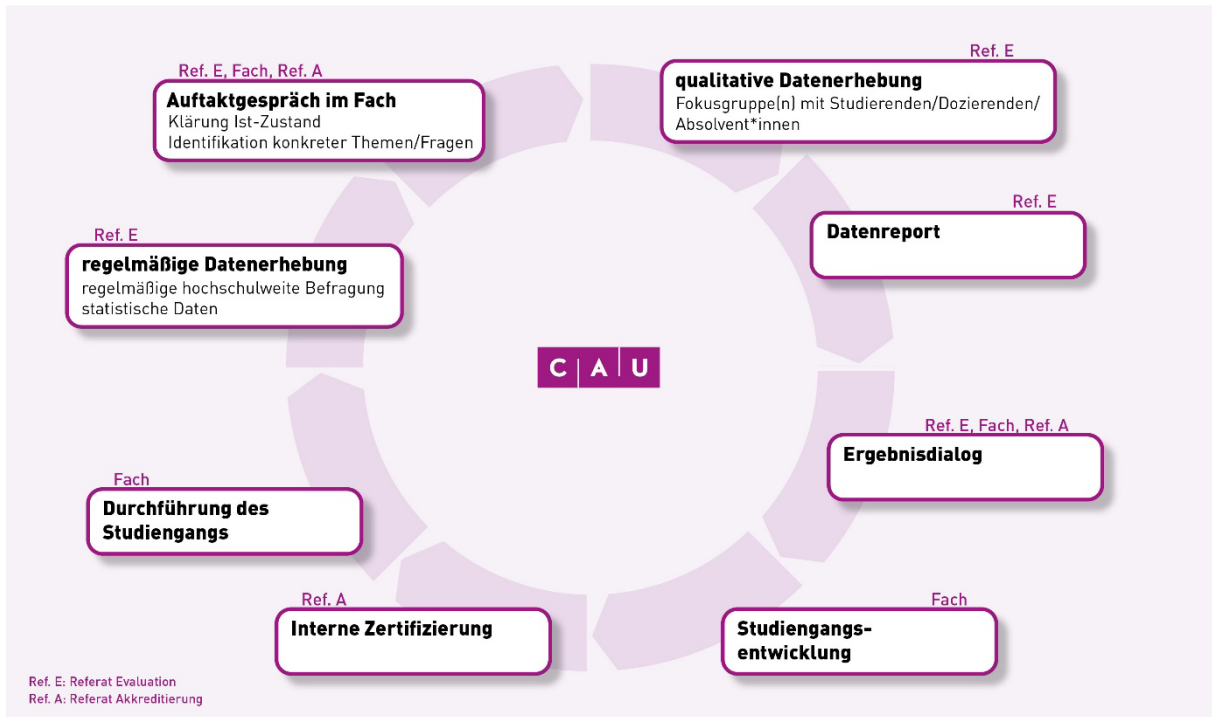 Ref. E, Fach, Ref. A
Auftaktgespräch im Fach
Klärung Ist-Zustand
Identifikation konkreter Themen/Fragen
Ref. E
qualitative Datenerhebung
Fokusgruppe(n) mit Studierenden/Dozierenden/
Absolvent*innen
Ref. E
Datenreport
Ref. E, Fach, Ref. A
Ergebnisdialog
Fach
Studiengangs-
entwicklung
Ref. A
Interne Zertifizierung
Fach
Durchführung des
Studiengangs
Ref. E
regelmäßige Datenerhebung
regelmäßige hochschulweite Befragung
statistische Daten
CAU
Ref. E: Referat Evaluation
Ref. A: Referat Akkreditierung